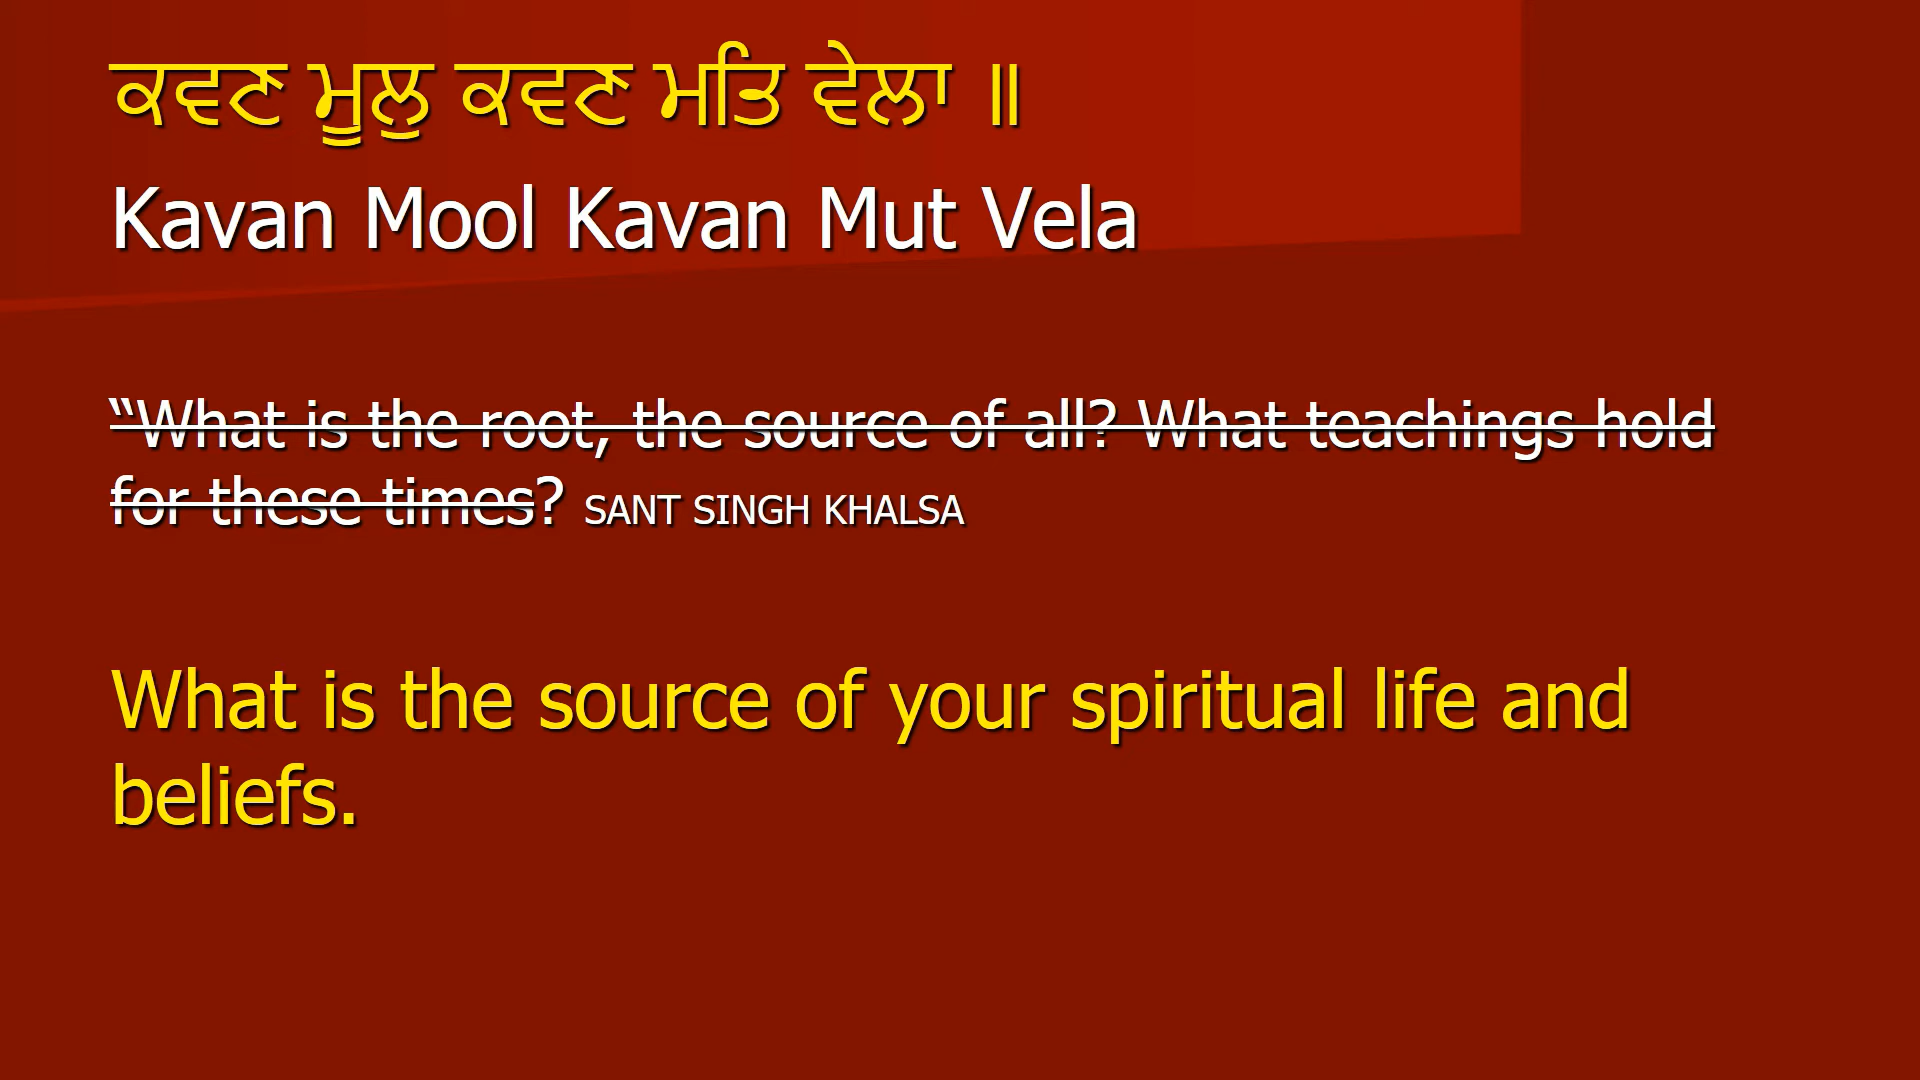 ਕਵਣ ਮੂਲੁ ਕਵਣ ਮਤਿ ਵੇਲਾ ॥
Kavan Mool Kavan Mut Vela
“What is the root, the source of all? What teachings hold
for these times? SANT SINGH KHALSA
What is the source of your spiritual life and
beliefs.